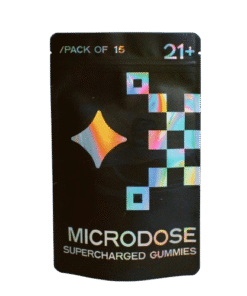 /PACK OF 15 21+
MICRODOSE
SUPERCHARGED GUMMIES